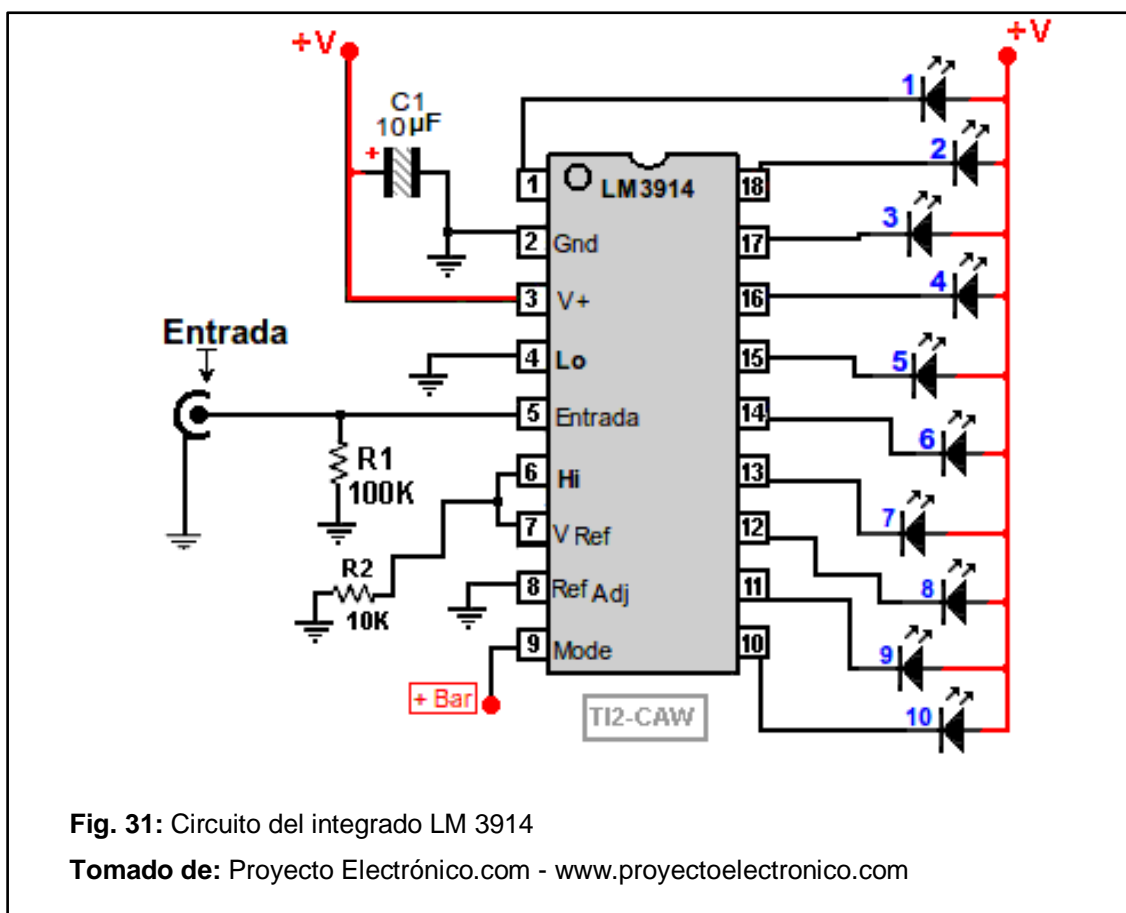 +V
+V
C1
10µF
+
1
2
3
4
5
6
7
8
9
10
LM3914
1
2 Gnd
3 V+
4 Lo
5 Entrada
6 Hi
7 V Ref
8 Ref Adj
9 Mode
18
17
16
15
14
13
12
11
10
Entrada
R1
100K
R2
10K
+ Bar
TI2-CAW
Fig. 31: Circuito del integrado LM 3914
Tomado de: Proyecto Electrónico.com - www.proyectoelectronico.com